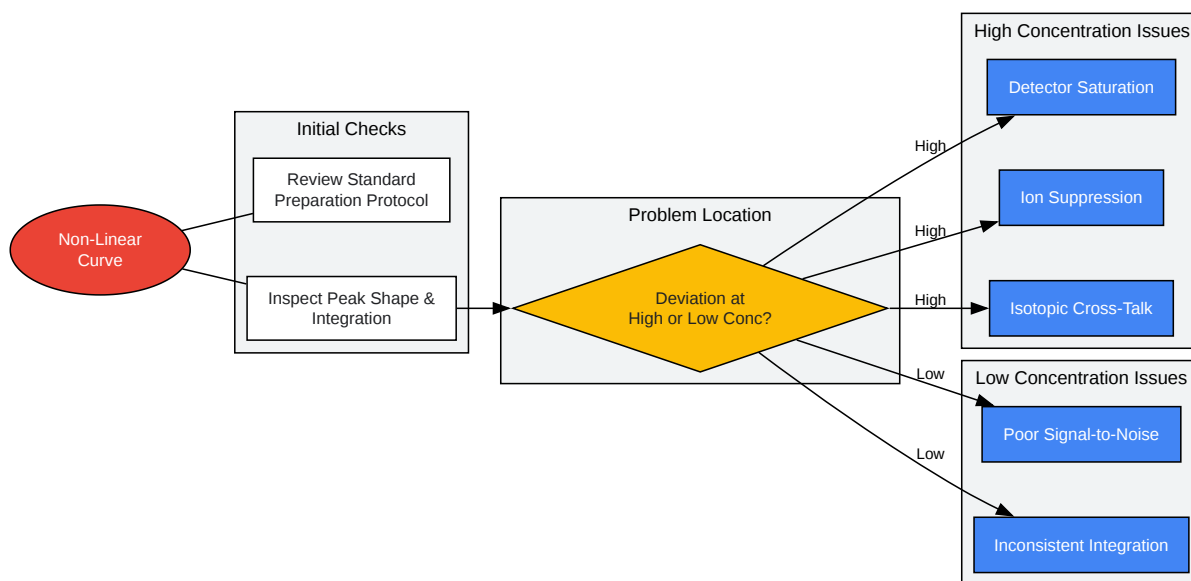 Non-Linear
Curve
Initial Checks
Review Standard
Preparation Protocol
Inspect Peak Shape &
Integration
Problem Location
Deviation at
High or Low Conc?
High
High
High
Low
Low
High Concentration Issues
Detector Saturation
Ion Suppression
Isotopic Cross-Talk
Low Concentration Issues
Poor Signal-to-Noise
Inconsistent Integration